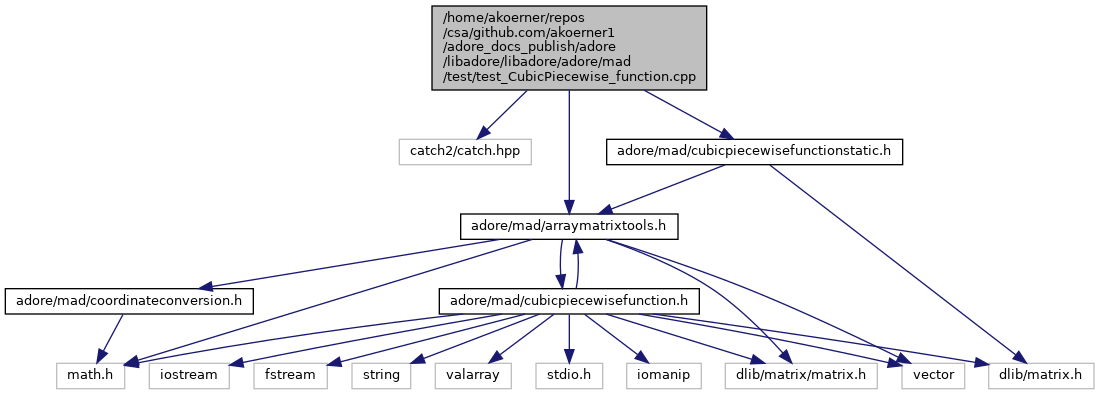 /home/akoerner/repos
/csa/github.com/akoerner1
/adore_docs_publish/adore
/libadore/libadore/adore/mad
/test/test_CubicPiecewise_function.cpp
catch2/catch.hpp
adore/mad/cubicpiecewisefunctionstatic.h
adore/mad/arraymatrixtools.h
adore/mad/coordinateconversion.h
adore/mad/cubicpiecewisefunction.h
math.h
iostream
fstream
string
valarray
stdio.h
iomanip
dlib/matrix/matrix.h
vector
dlib/matrix.h